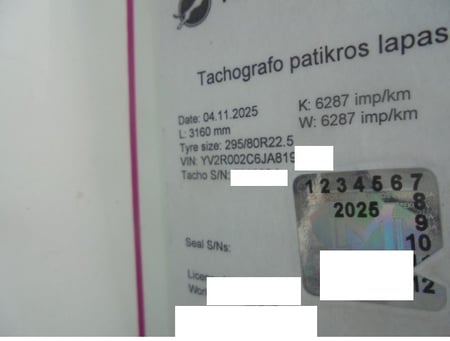 Tachografo patikros lapas
Date: 04.11.2025
K: 6287 imp/km
L: 3160 mm
W: 6287 imp/km
Tyre size: 295/80R22.5
VIN: YV2R002C6JA819
Tacho S/N:
1 2 3 4 5 6 7
2025
8
9
10
12
Seal S/Ns: